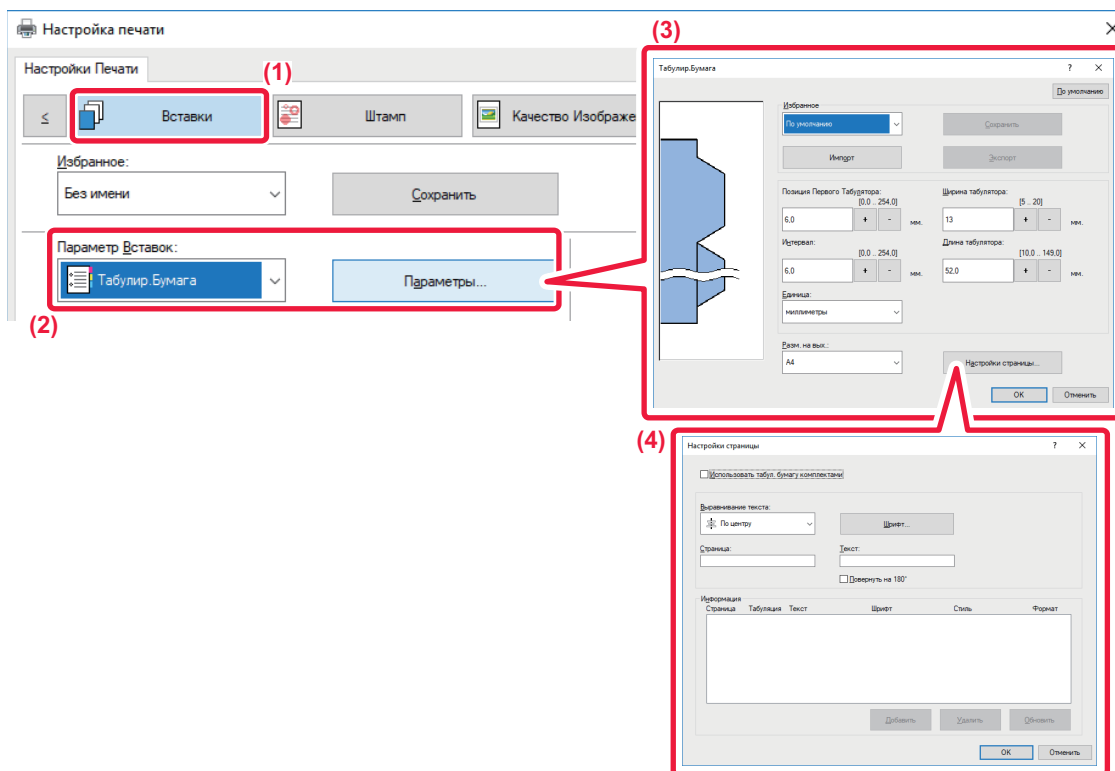 Настройка печати
Настройки Печати
(1)
≤
Вставки
Штамп
Качество Изображе
Избранное:
Без имени
Сохранить
Параметр Вставок:
Табулир.Бумага
Параметры...
(2)
(3)
Табулир.Бумага
?
По умолчанию
Избранное
По умолчанию
Сохранить
Импорт
Экспорт
Позиция Первого Табулятора:
Ширина табулятора:
[0.0 .. 254.0]
[5 .. 20]
6,0 + - мм.
13 + - мм.
Интервал:
Длина табулятора:
[0.0 .. 254.0]
[10.0 .. 149.0]
6,0 + - мм.
52,0 + - мм.
Единица:
миллиметры
Разм. на вых.:
A4
Настройки страницы...
OK
Отменить
(4)
Настройки страницы
?
Использовать табул. бумагу комплектами
Выравнивание текста:
По центру
Шрифт...
Страница:
Текст:
Повернуть на 180°
Информация
Страница Табуляция Текст Шрифт Стиль Формат
Добавить
Удалить
Обновить
OK
Отменить